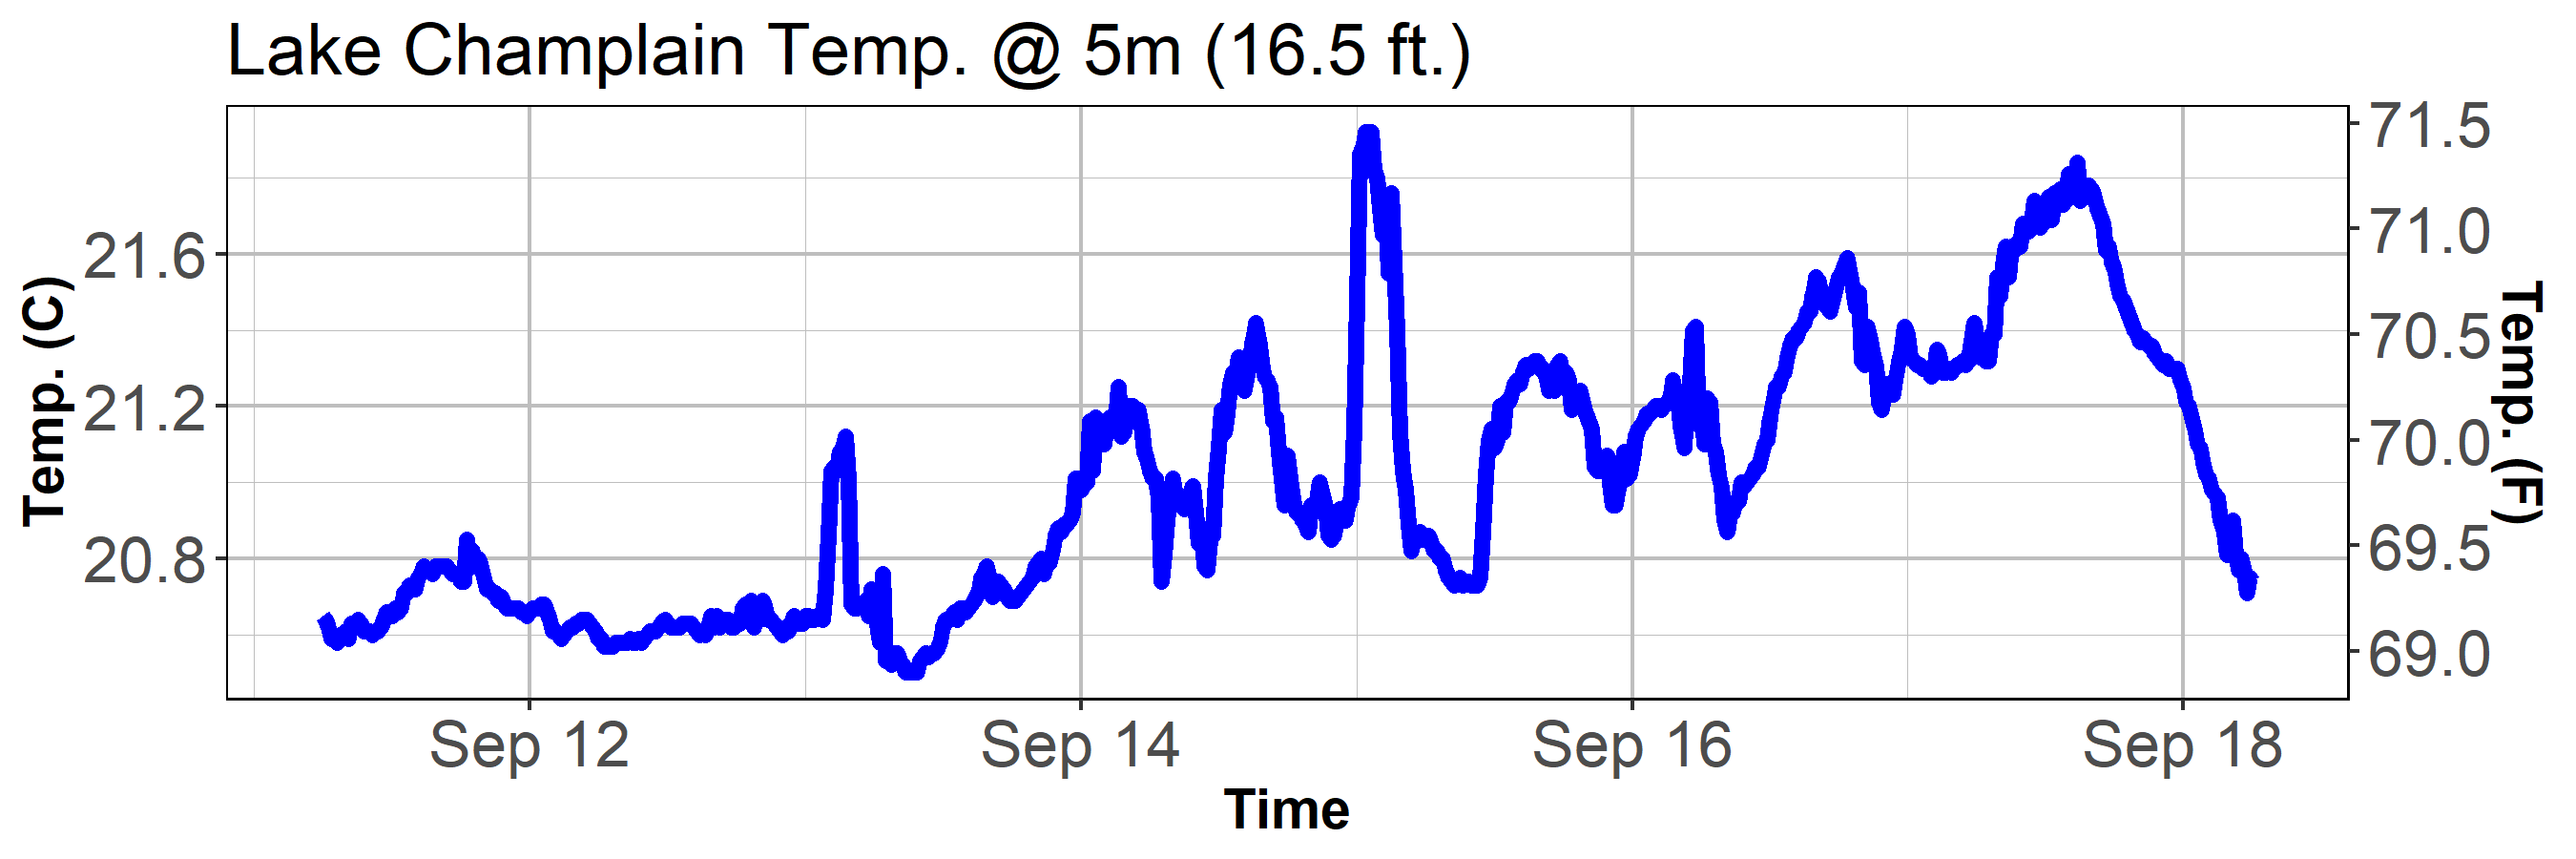 Lake Champlain Temp. @ 5m (16.5 ft.)
Temp. (C)
21.6
21.2
20.8
71.5
71.0
70.5
70.0
69.5
69.0
Temp. (F)
Sep 12
Sep 14
Sep 16
Sep 18
Time